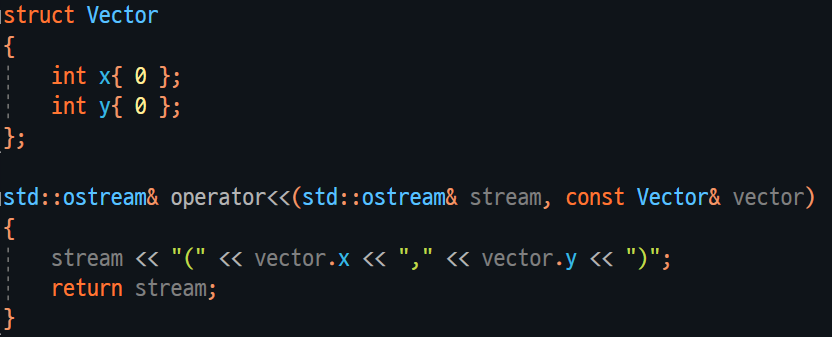 struct Vector
{
    int x{ 0 };
    int y{ 0 };
};
std::ostream& operator<<(std::ostream& stream, const Vector& vector)
{
    stream << "(" << vector.x << "," << vector.y << ")";
    return stream;
}